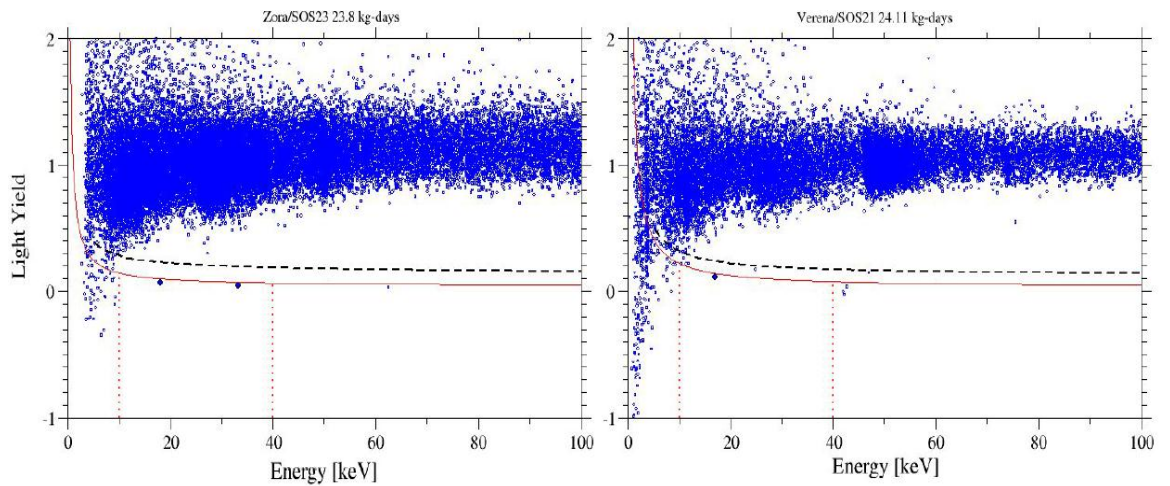 Zora/SOS23 23.8 kg-days
Light Yield
2
1
0
-1
0 20 40 60 80 100
Energy [keV]
Verena/SOS21 24.11 kg-days
2
1
0
-1
0 20 40 60 80 100
Energy [keV]